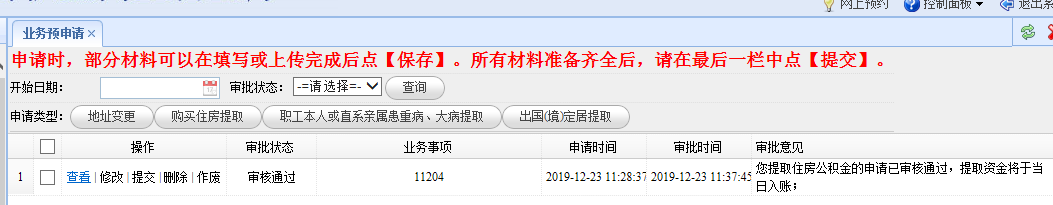 网上预约 控制面板 退出系
业务预申请 ×
申请时，部分材料可以在填写或上传完成后点【保存】。所有材料准备齐全后，请在最后一栏中点【提交】。
开始日期： 审批状态： -=请选择=- 查询
申请类型： 地址变更 购买住房提取 职工本人或直系亲属患重病、大病提取 出国(境)定居提取
操作 审批状态 业务事项 申请时间 审批时间 审批意见
1 查看 | 修改 | 提交 | 删除 | 作废 审核通过 11204 2019-12-23 11:28:37 2019-12-23 11:37:45 您提取住房公积金的申请已审核通过，提取资金将于当
日入账；